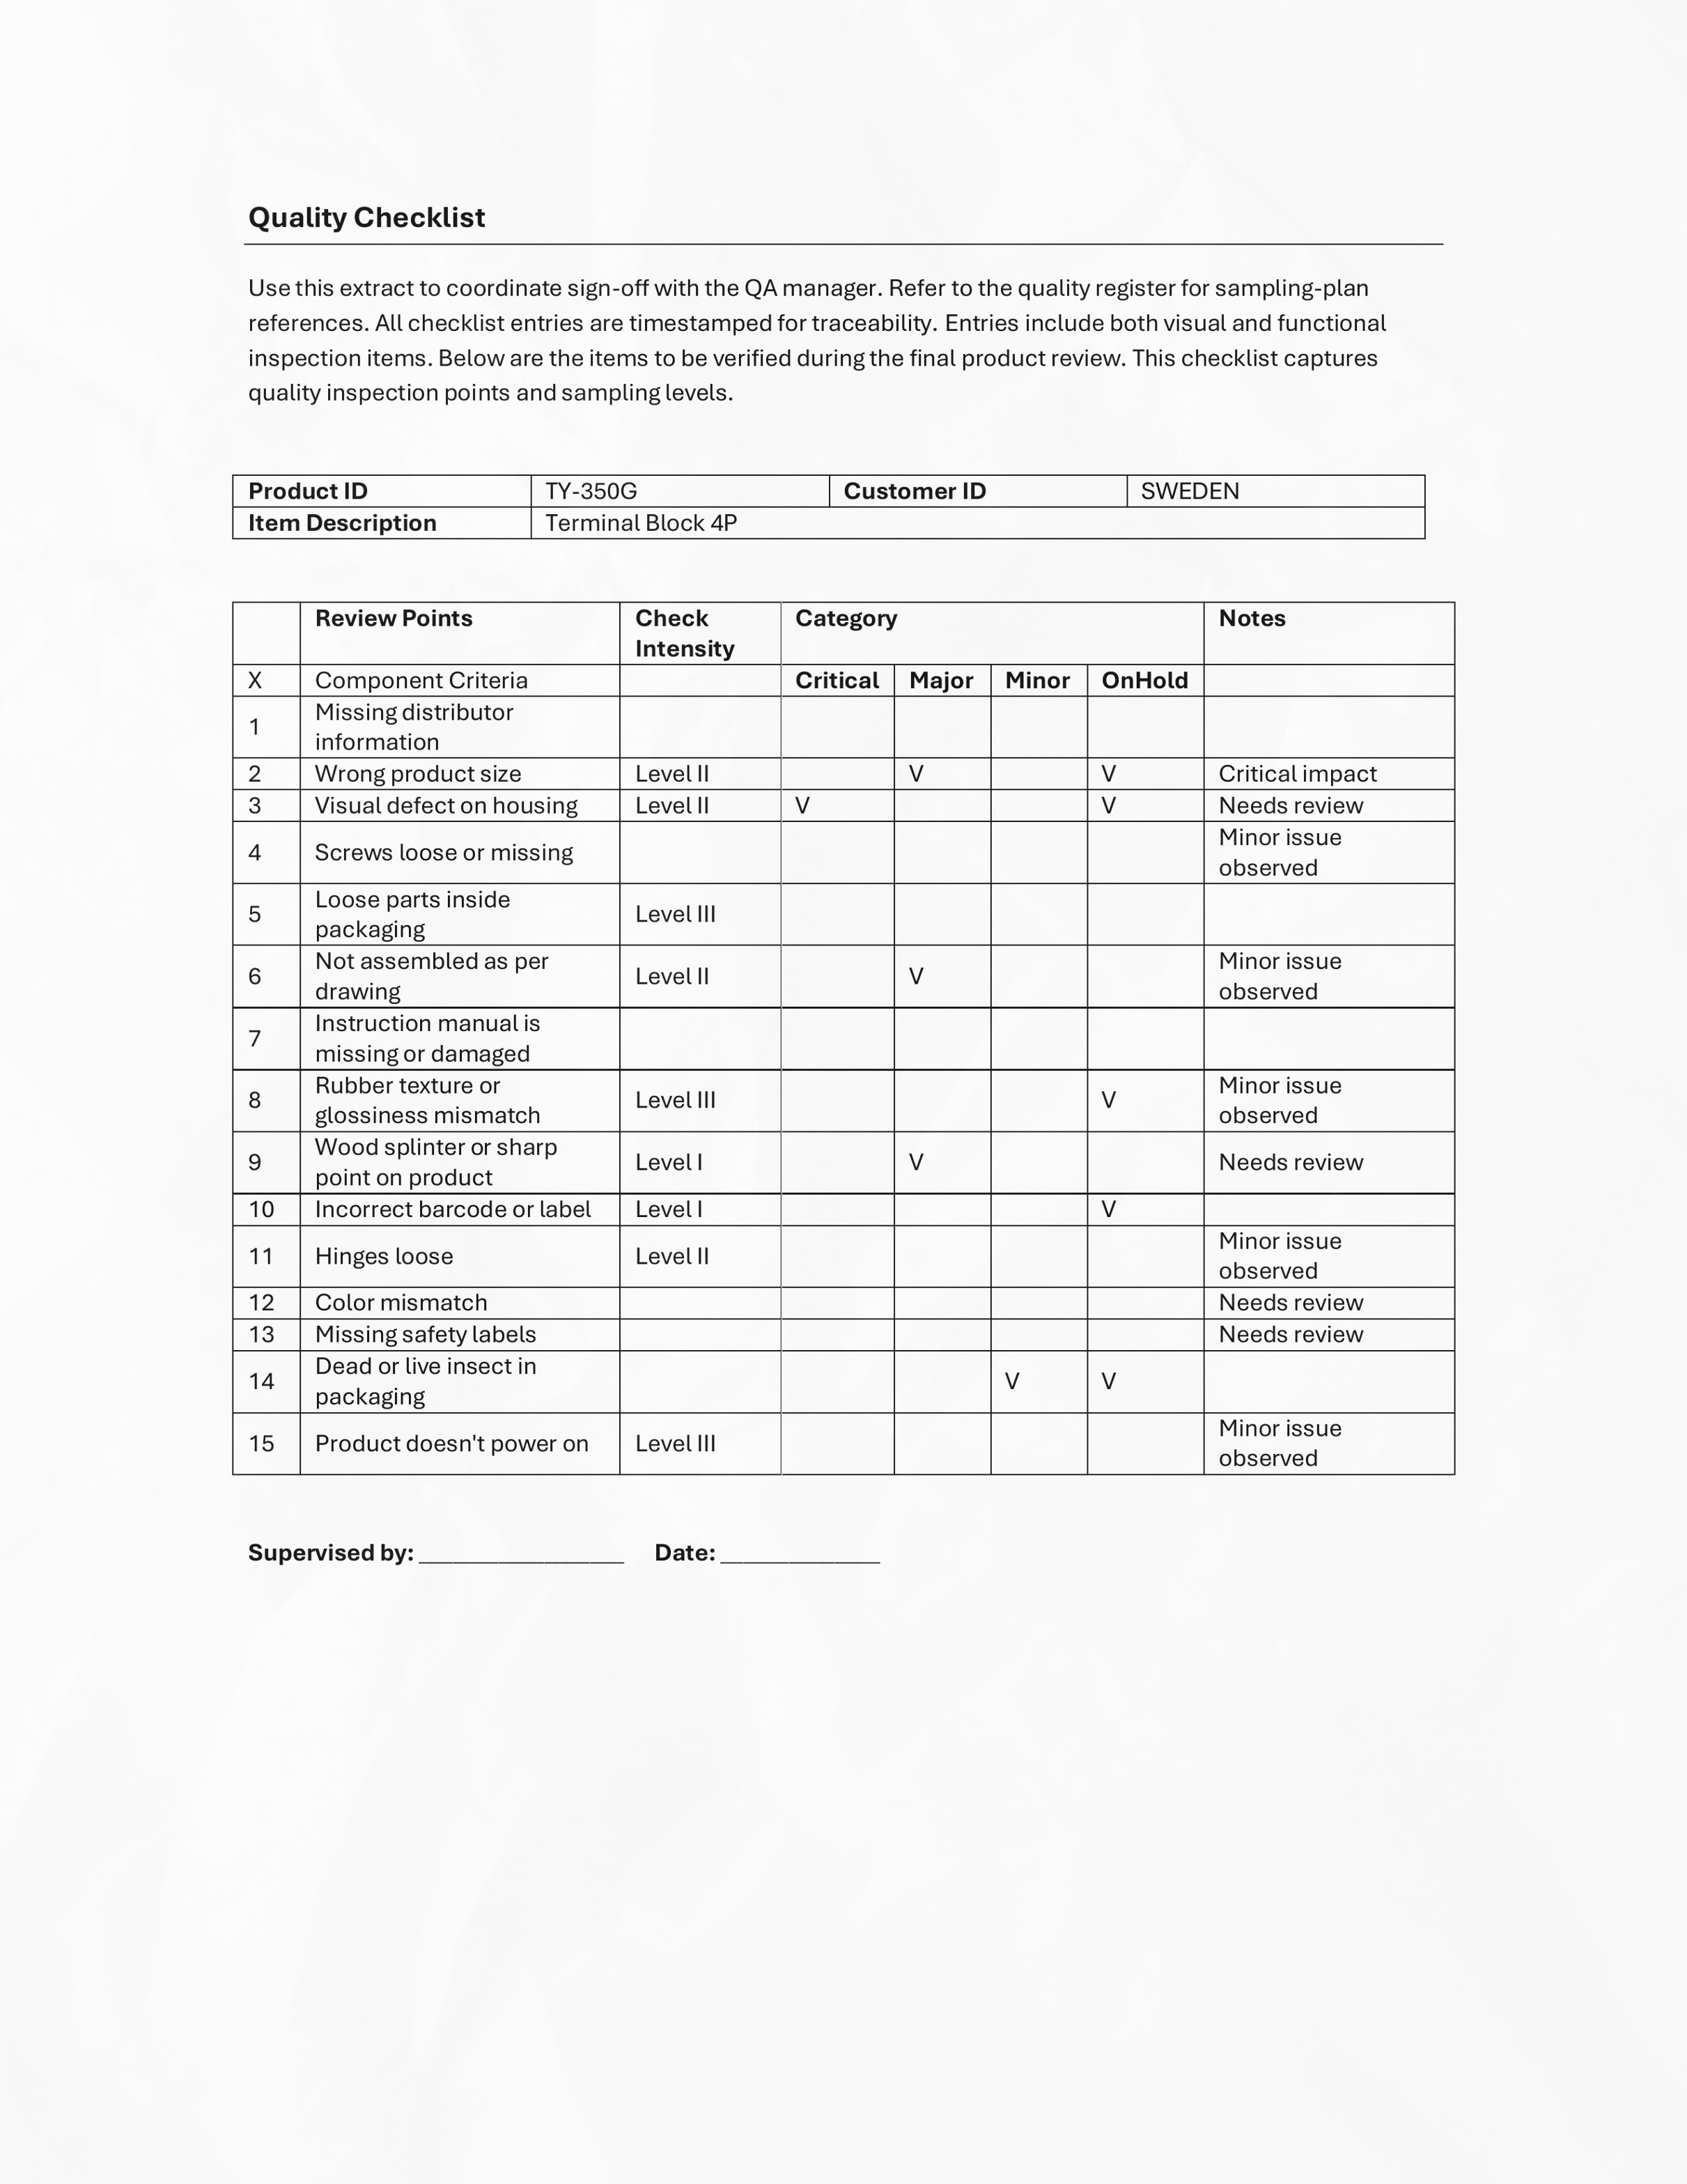 Quality Checklist
Use this extract to coordinate sign-off with the QA manager. Refer to the quality register for sampling-plan
references. All checklist entries are timestamped for traceability. Entries include both visual and functional
inspection items. Below are the items to be verified during the final product review. This checklist captures
quality inspection points and sampling levels.
Product ID TY-350G Customer ID SWEDEN
Item Description Terminal Block 4P
Review Points Check Intensity Category Notes
X Component Criteria Critical Major Minor OnHold
1 Missing distributor information
2 Wrong product size Level II V V Critical impact
3 Visual defect on housing Level II V V Needs review
4 Screws loose or missing Minor issue observed
5 Loose parts inside packaging Level III
6 Not assembled as per drawing Level II V Minor issue observed
7 Instruction manual is missing or damaged
8 Rubber texture or glossiness mismatch Level III V Minor issue observed
9 Wood splinter or sharp point on product Level I V Needs review
10 Incorrect barcode or label Level I V
11 Hinges loose Level II Minor issue observed
12 Color mismatch Needs review
13 Missing safety labels Needs review
14 Dead or live insect in packaging V V
15 Product doesn't power on Level III Minor issue observed
Supervised by: __________________ Date: ______________